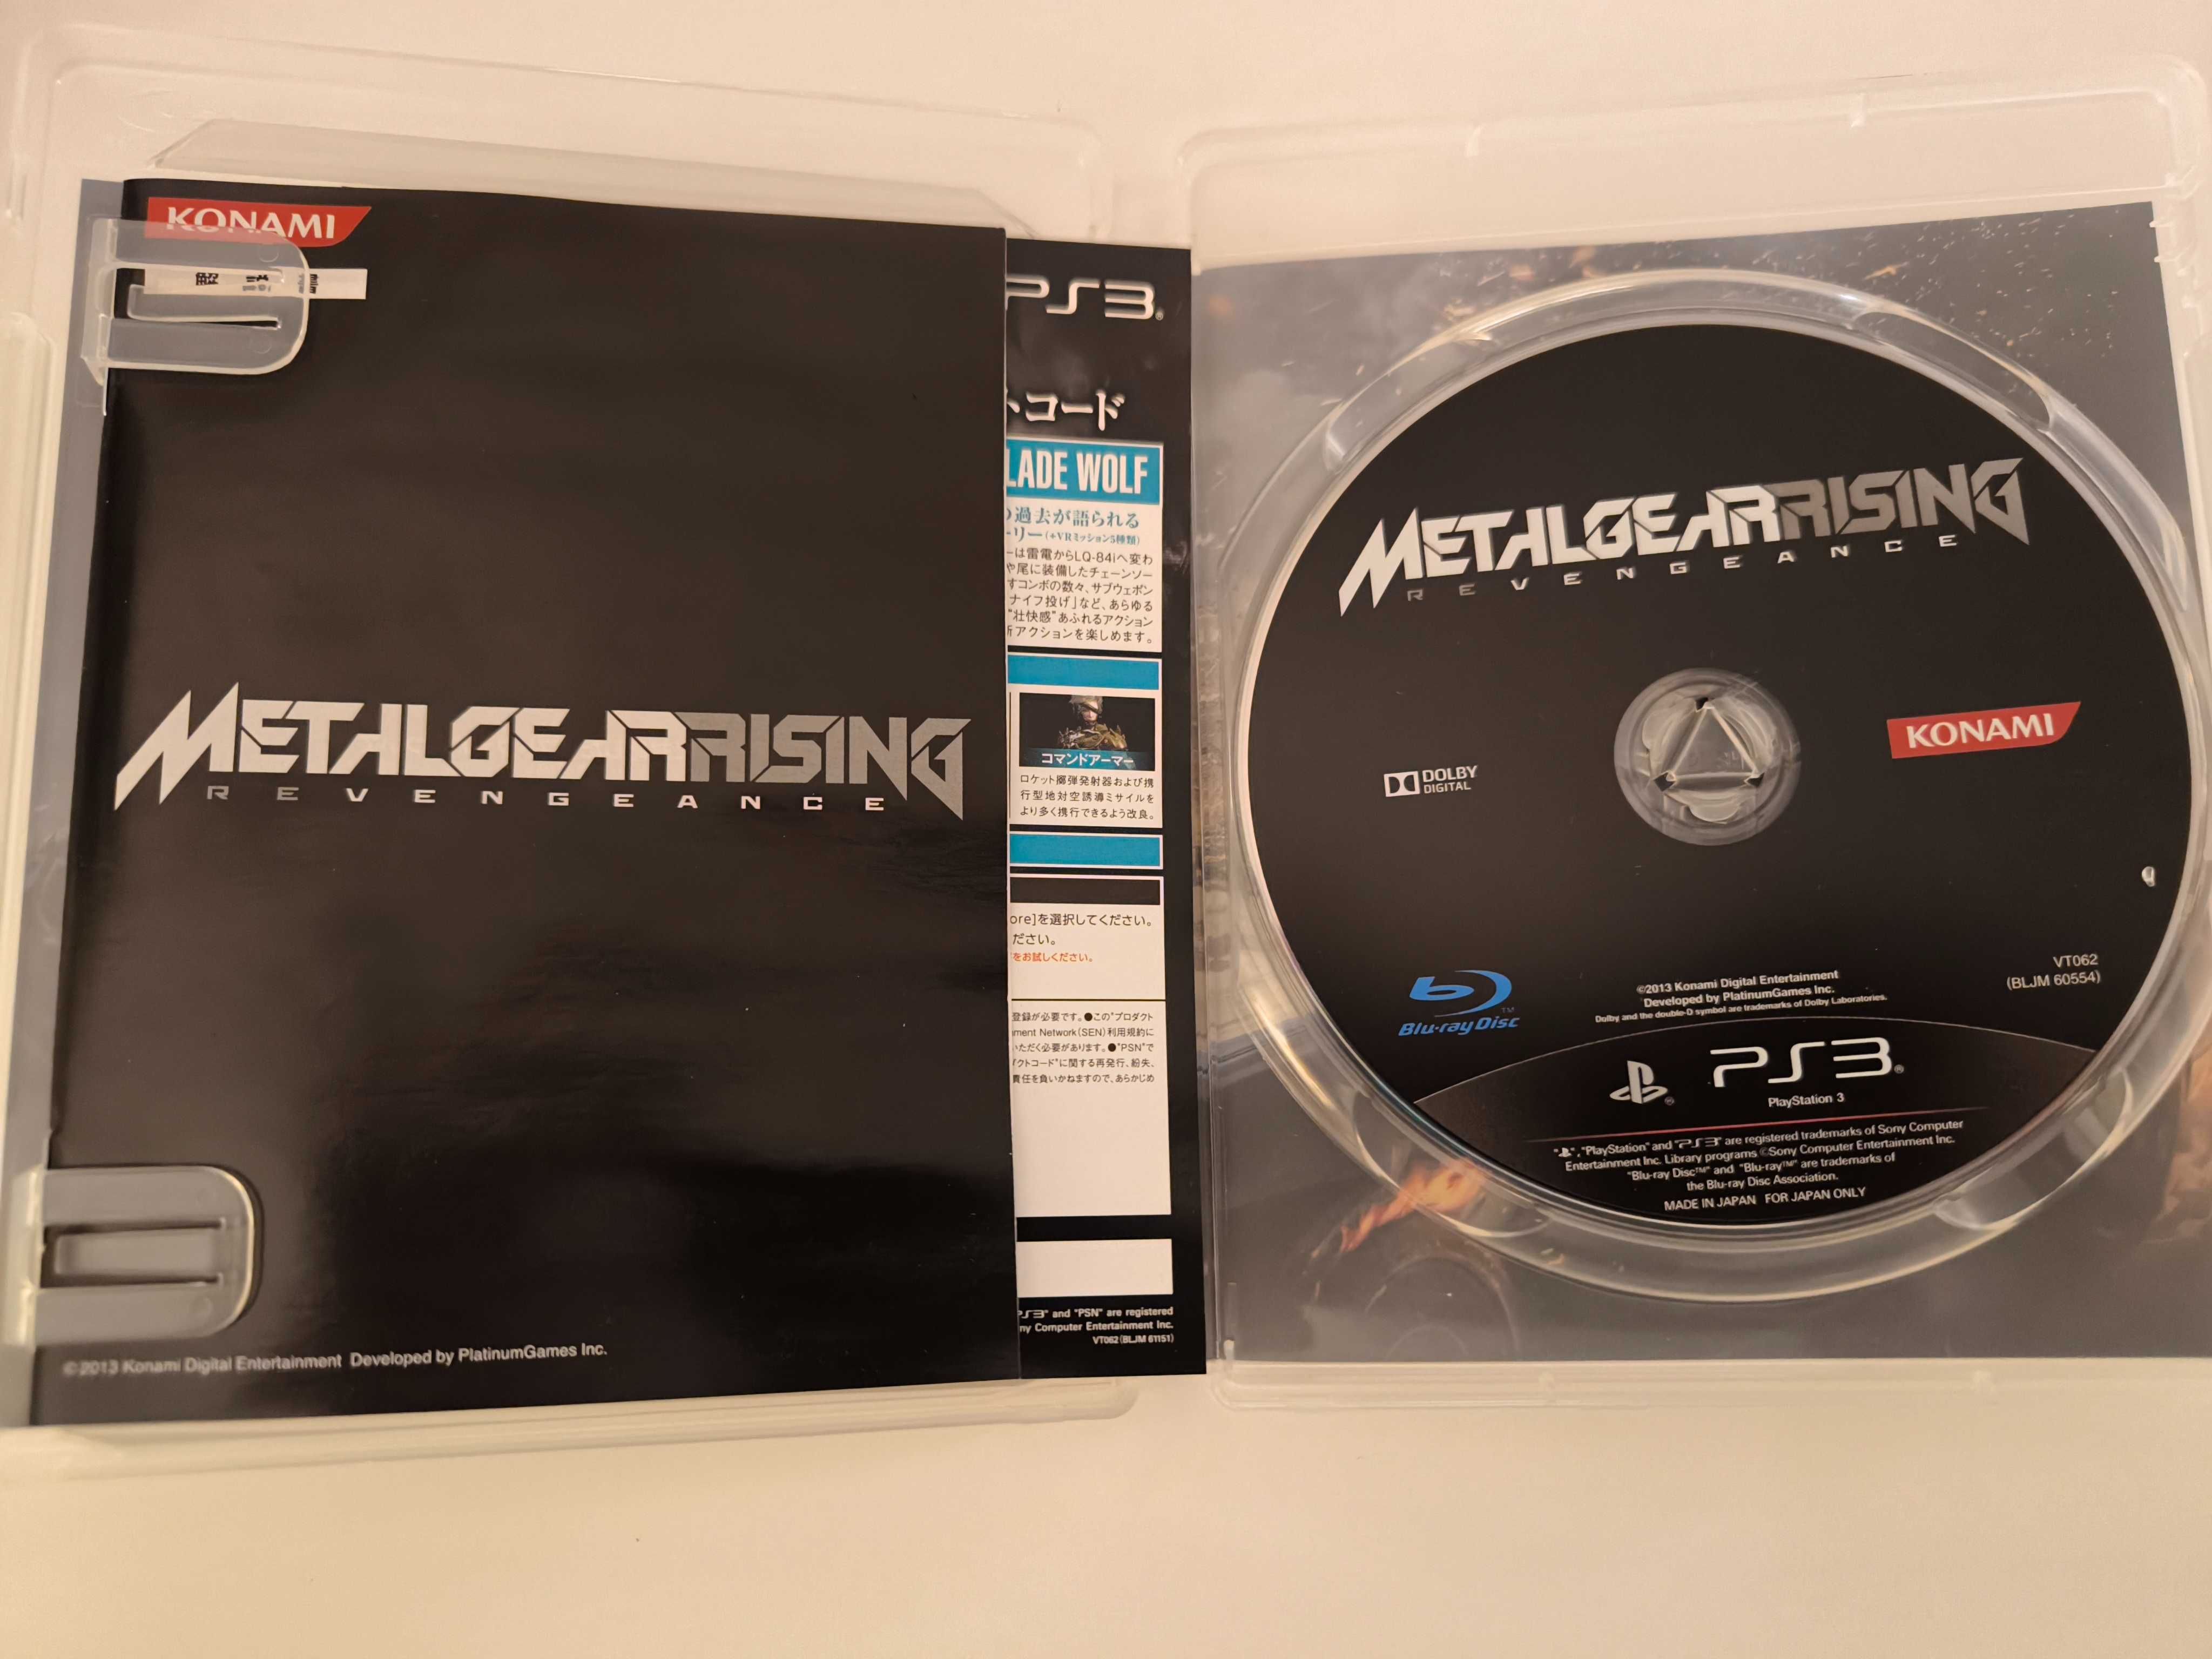 KONAMI
METAL GEAR RISING
REVENGEANCE
©2013 Konami Digital Entertainment Developed by PlatinumGames Inc.
PS3®
コード
LADE WOLF
過去が語られる
リー(+VRミッション5種類)
ーは雷電からLQ-84iへ変わ
や尾に装備したチェーンソー
すコンボの数々、サブウェポン
ナイフ投げ」など、あらゆる
"壮快感"あふれるアクション
アクションを楽しめます。
コマンドアーマー
ロケット擲弾発射器および携
行型地対空誘導ミサイルを
より多く携行できるよう改良。
ore]を選択してください。
ださい。
をお試しください。
登録が必要です。●この"プロダクト
ment Network(SEN)利用規約に
いただく必要があります。●"PSN"で
クトコード"に関する再発行、紛失、
責任を負いかねますので、あらかじめ
PS3" and "PSN" are registered
ny Computer Entertainment Inc.
VT062(BLJM 61151)
METAL GEAR RISING
REVENGEANCE
DOLBY
DIGITAL
KONAMI
VT062
(BLJM 60554)
Blu-ray Disc™
©2013 Konami Digital Entertainment
Developed by PlatinumGames Inc.
Dolby and the double-D symbol are trademarks of Dolby Laboratories.
PS3®
PlayStation 3
"PlayStation" and "PS3" are registered trademarks of Sony Computer
Entertainment Inc. Library programs ©Sony Computer Entertainment Inc.
"Blu-ray Disc™" and "Blu-ray™" are trademarks of
the Blu-ray Disc Association.
MADE IN JAPAN FOR JAPAN ONLY